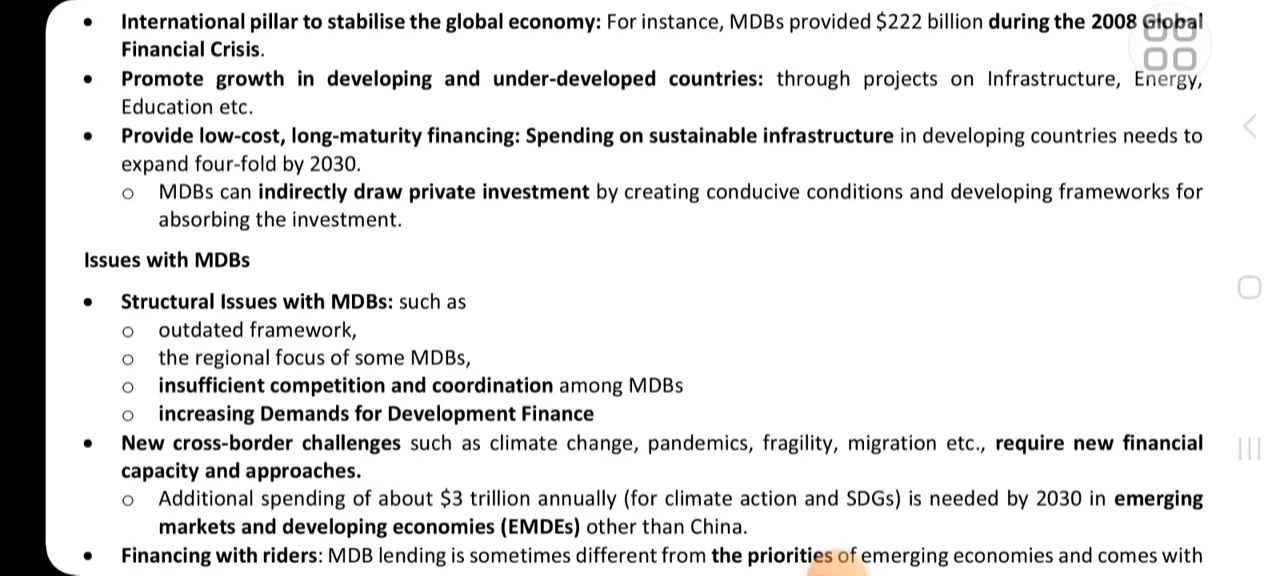 • International pillar to stabilise the global economy: For instance, MDBs provided $222 billion during the 2008 Global
Financial Crisis.
• Promote growth in developing and under-developed countries: through projects on Infrastructure, Energy,
Education etc.
• Provide low-cost, long-maturity financing: Spending on sustainable infrastructure in developing countries needs to
expand four-fold by 2030.
o MDBs can indirectly draw private investment by creating conducive conditions and developing frameworks for
absorbing the investment.
Issues with MDBs
• Structural Issues with MDBs: such as
o outdated framework,
o the regional focus of some MDBs,
o insufficient competition and coordination among MDBs
o increasing Demands for Development Finance
• New cross-border challenges such as climate change, pandemics, fragility, migration etc., require new financial
capacity and approaches.
o Additional spending of about $3 trillion annually (for climate action and SDGs) is needed by 2030 in emerging
markets and developing economies (EMDEs) other than China.
• Financing with riders: MDB lending is sometimes different from the priorities of emerging economies and comes with